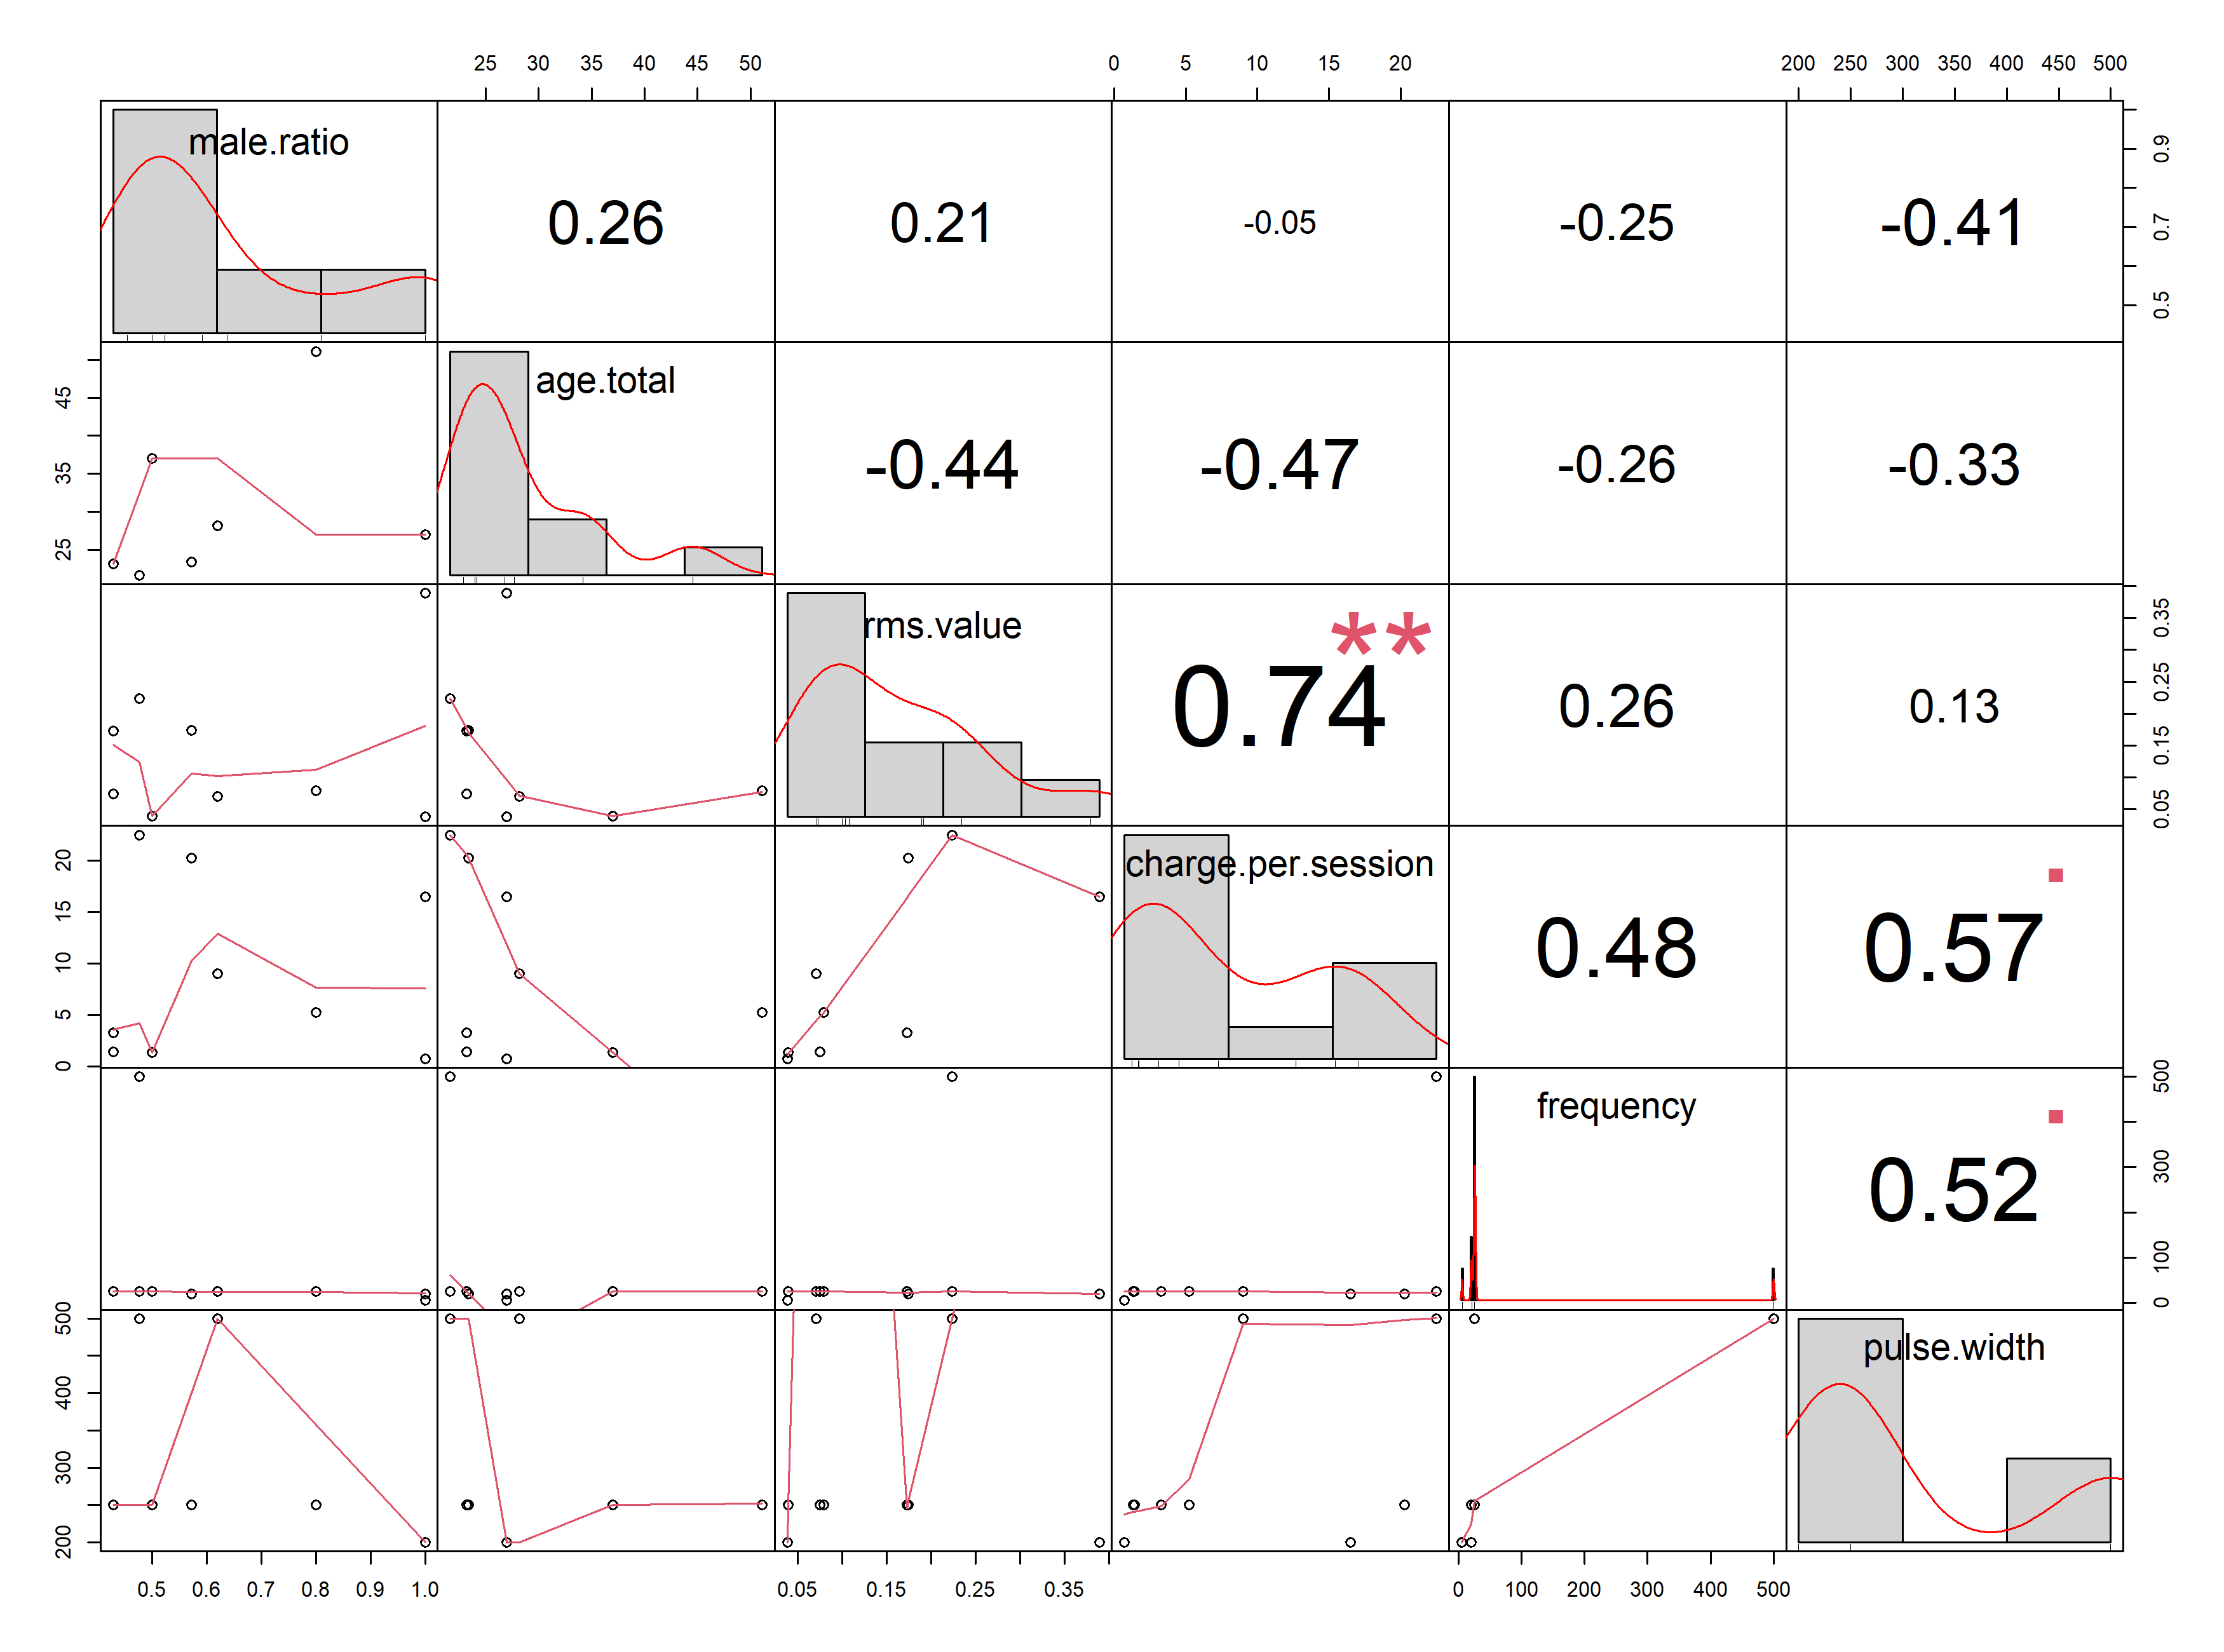 25 30 35 40 45 50 0 5 10 15 20 200 250 300 350 400 450 500
male.ratio 0.26 0.21 -0.05 -0.25 -0.41
0.5 0.7 0.9
age.total -0.44 -0.47 -0.26 -0.33
25 35 45
rms.value 0.74 ** 0.26 0.13
0.05 0.15 0.25 0.35
charge.per.session 0.48 0.57 .
0 5 10 15 20
frequency 0.52 .
0 100 300 500
pulse.width
200 300 400 500
0.5 0.6 0.7 0.8 0.9 1.0 0.05 0.15 0.25 0.35 0 100 200 300 400 500